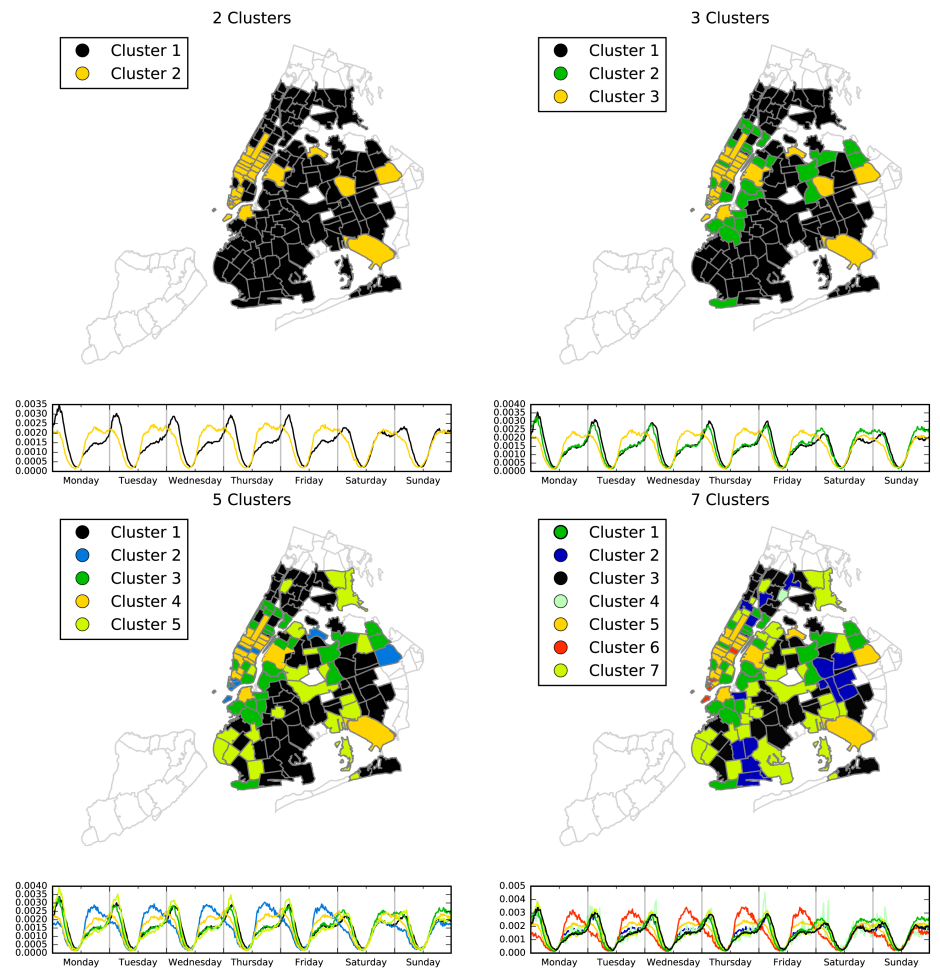 2 Clusters
Cluster 1
Cluster 2
0.0035
0.0030
0.0025
0.0020
0.0015
0.0010
0.0005
0.0000
Monday Tuesday Wednesday Thursday Friday Saturday Sunday
3 Clusters
Cluster 1
Cluster 2
Cluster 3
0.0040
0.0035
0.0030
0.0025
0.0020
0.0015
0.0010
0.0005
0.0000
Monday Tuesday Wednesday Thursday Friday Saturday Sunday
5 Clusters
Cluster 1
Cluster 2
Cluster 3
Cluster 4
Cluster 5
0.0040
0.0035
0.0030
0.0025
0.0020
0.0015
0.0010
0.0005
0.0000
Monday Tuesday Wednesday Thursday Friday Saturday Sunday
7 Clusters
Cluster 1
Cluster 2
Cluster 3
Cluster 4
Cluster 5
Cluster 6
Cluster 7
0.005
0.004
0.003
0.002
0.001
0.000
Monday Tuesday Wednesday Thursday Friday Saturday Sunday